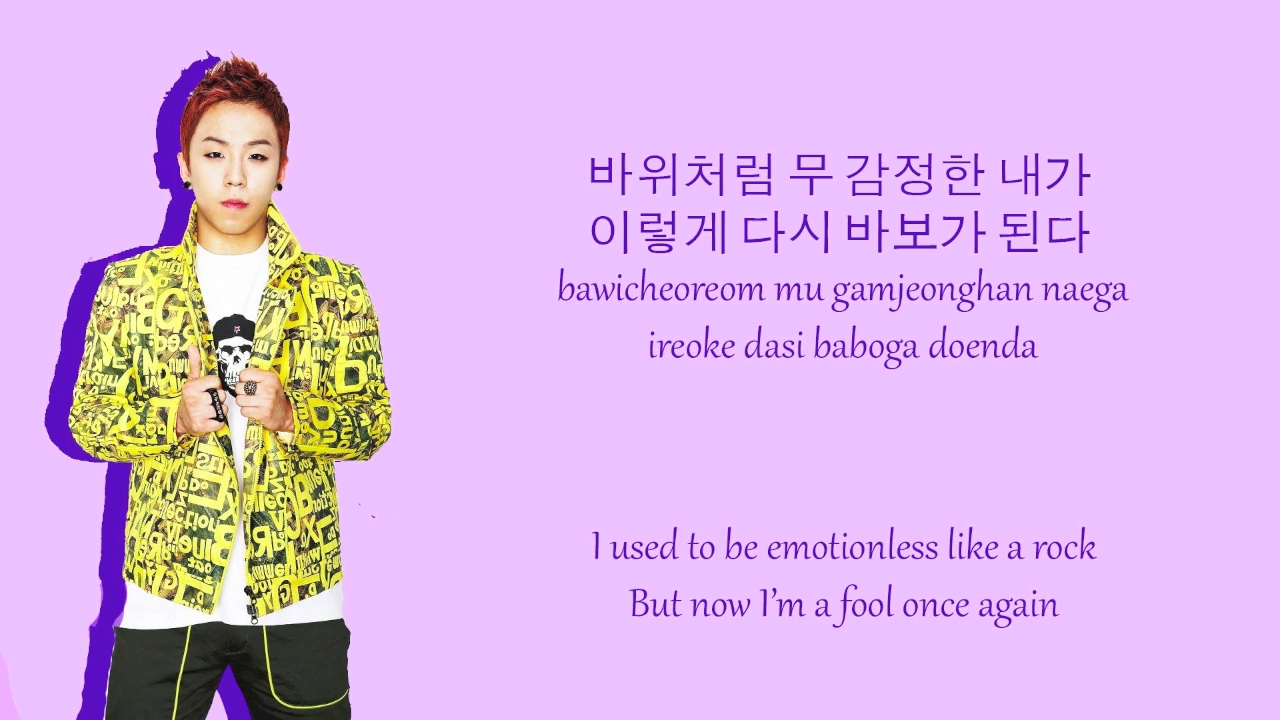 바위처럼 무 감정한 내가
이렇게 다시 바보가 된다
bawicheoreom mu gamjeonghan naega
ireoke dasi baboga doenda
I used to be emotionless like a rock
But now I'm a fool once again